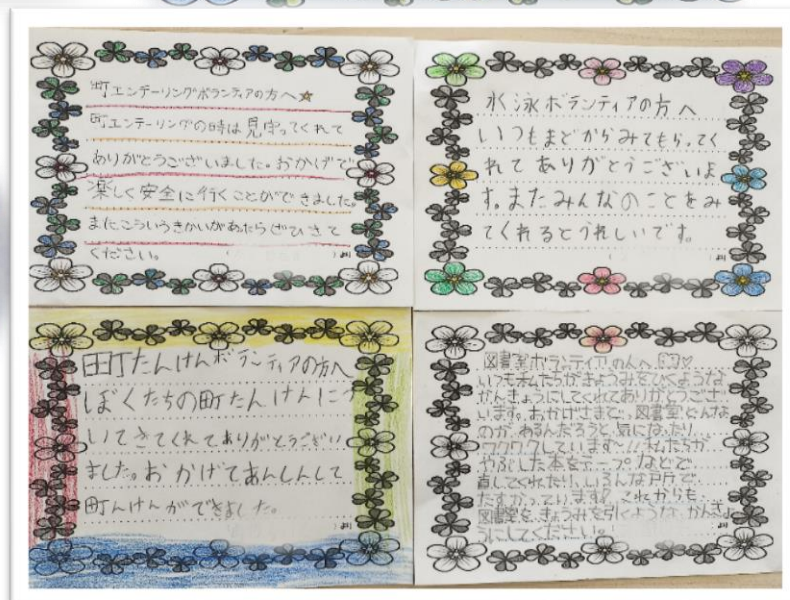 町エンテーリングボランティアの方へ☆
町エンテーリングの時は見守ってくれて
ありがとうございました。おかげで
楽しく安全に行くことができました。
またこういうきかいがあたらぜひきて
ください。
より
水泳ボランティアの方へ
いつもまどからみてもらってく
れてありがとうございま
す。またみんなのことをみ
てくれるとうれしいです。
より
町たんけんボランティアの方へ
ぼくたちの町たんけんにつ
いてきてくれてありがとうござい
ました。おかげであんしんして
町んけんができました。
より
図書室ボランティアの人へ
いつも私たちがきょうみをひくような
かんきょうにしてくれてありがとうござ
います。おかげさまで、図書室どんな
のが、あるんだろうと、気になったり、
ワクワクしています!!私たちが
やぶした本をテープなどで
直してくれたり、いろんな戸斤で
たすかっています! これからも、
図書室を、きょうみを引くような、かんきょ
うにしてください。!
より